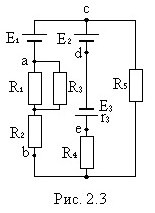 c
E₁ E₂
a d
R₁ R₃ R₅
E₃
r₃
R₂ e
b R₄
Рис. 2.3